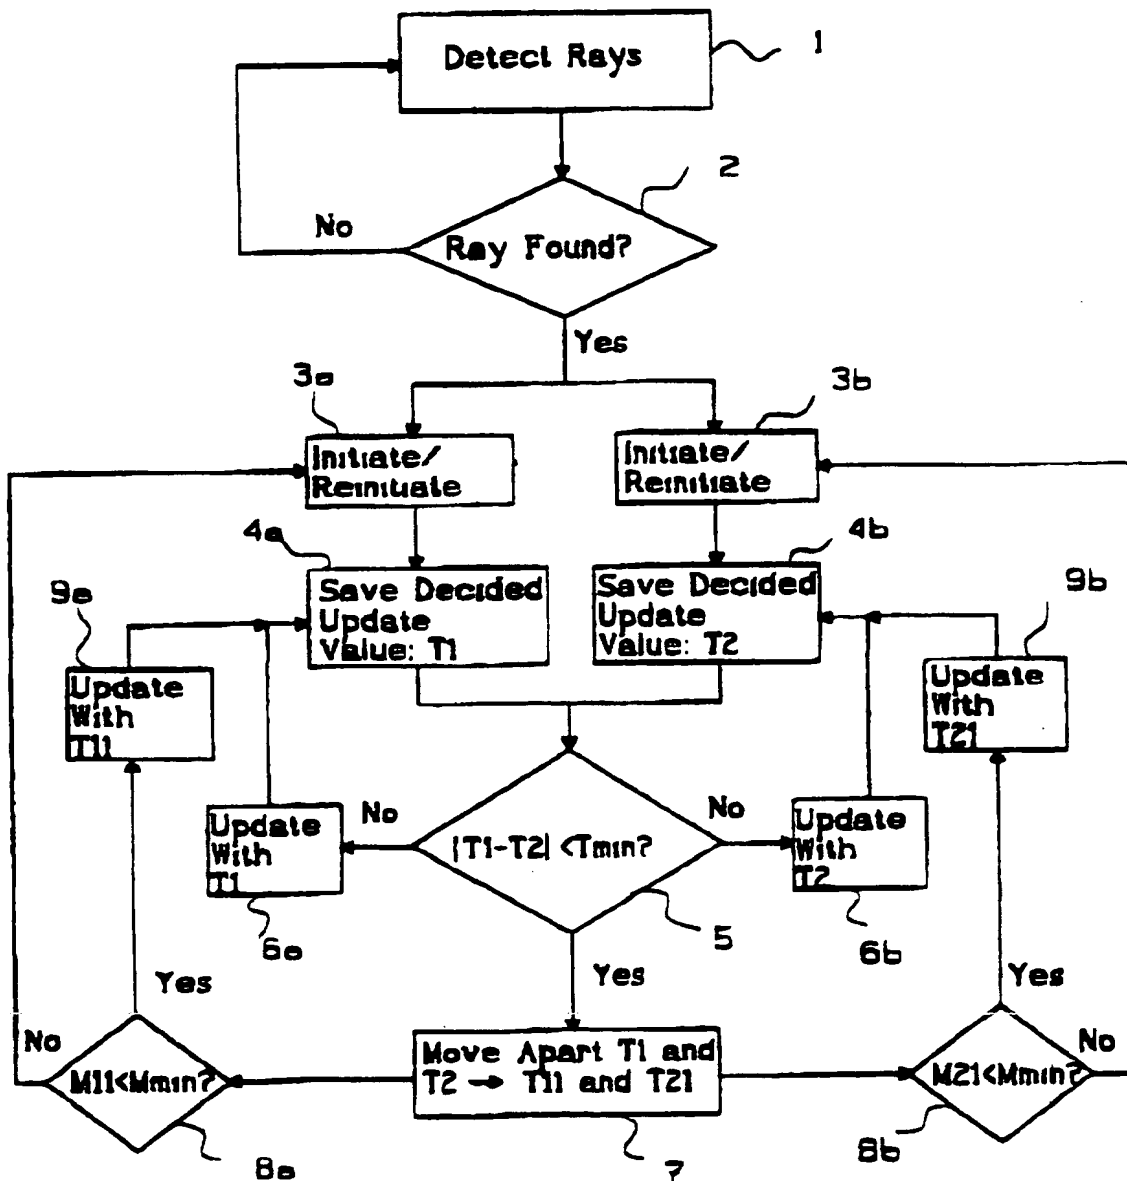 Detect Rays
1
2
No
Ray Found?
Yes
3a
3b
Initiate/
Reinitiate
Initiate/
Reinitiate
4a
4b
9a
9b
Save Decided
Update
Value: T1
Save Decided
Update
Value: T2
Update
With
T11
Update
With
T21
No
No
Update
With
T1
|T1-T2| <Tmin?
Update
With
T2
6a
5
6b
Yes
Yes
Yes
No
No
M11<Mmin?
Move Apart T1 and
T2 → T11 and T21
M21<Mmin?
8a
7
8b